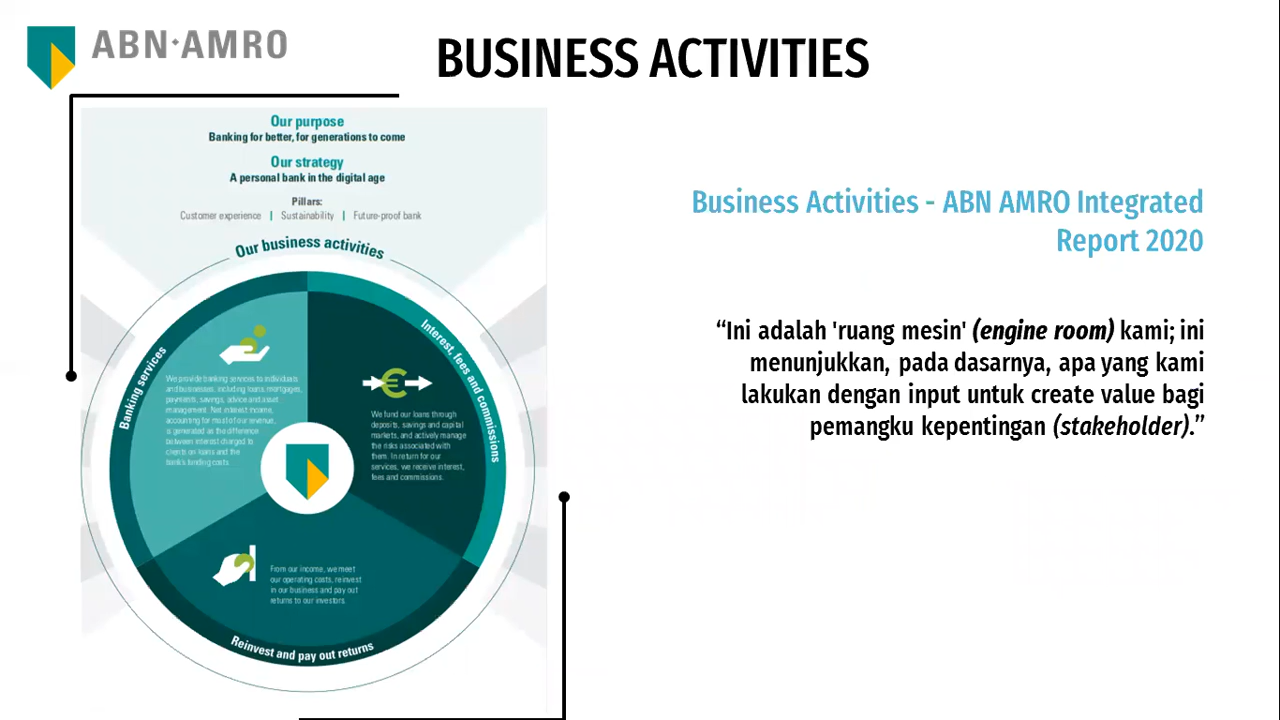 ABN·AMRO
BUSINESS ACTIVITIES
Our purpose
Banking for better, for generations to come
Our strategy
A personal bank in the digital age
Pillars:
Customer experience | Sustainability | Future-proof bank
Our business activities
Banking services
We provide banking services to individuals
and businesses, including loans, mortgages,
payments, savings, advice and asset
management. Net interest income,
accounting for most of our revenue,
is generated as the difference
between interest charged to
clients on loans and the
bank's funding costs.
Interest, fees and commissions
We fund our loans through
deposits, savings and capital
markets, and actively manage
the risks associated with
them. In return for our
services, we receive interest,
fees and commissions.
From our income, we meet
our operating costs, reinvest
in our business and pay out
returns to our investors.
Reinvest and pay out returns
Business Activities - ABN AMRO Integrated
Report 2020
“Ini adalah 'ruang mesin' (engine room) kami; ini
menunjukkan, pada dasarnya, apa yang kami
lakukan dengan input untuk create value bagi
pemangku kepentingan (stakeholder).”